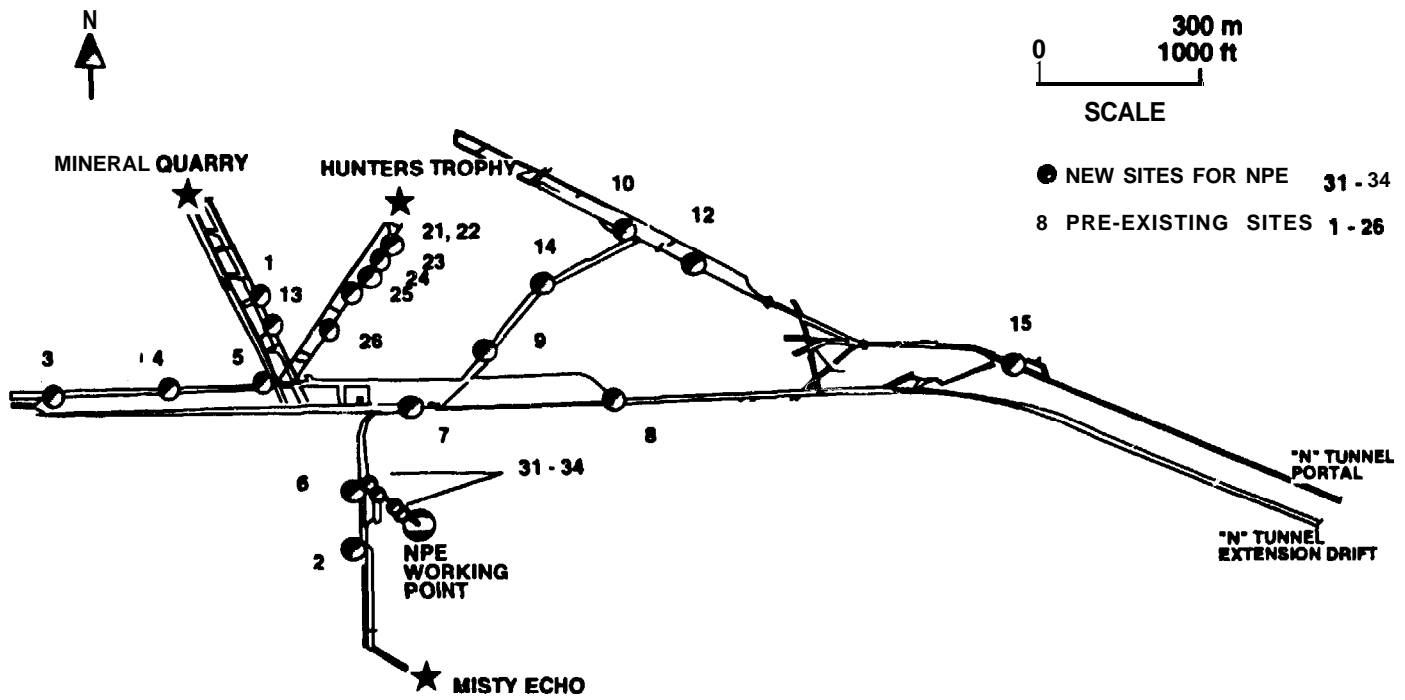 N
300 m
0 1000 ft
SCALE
NEW SITES FOR NPE 31 - 34
8 PRE-EXISTING SITES 1 - 26
MINERAL QUARRY
HUNTERS TROPHY
10
12
21, 22
23
24
25
26
1
13
14
9
15
3
4
5
7
8
31 - 34
6
2
NPE
WORKING
POINT
"N" TUNNEL
PORTAL
"N" TUNNEL
EXTENSION DRIFT
MISTY ECHO